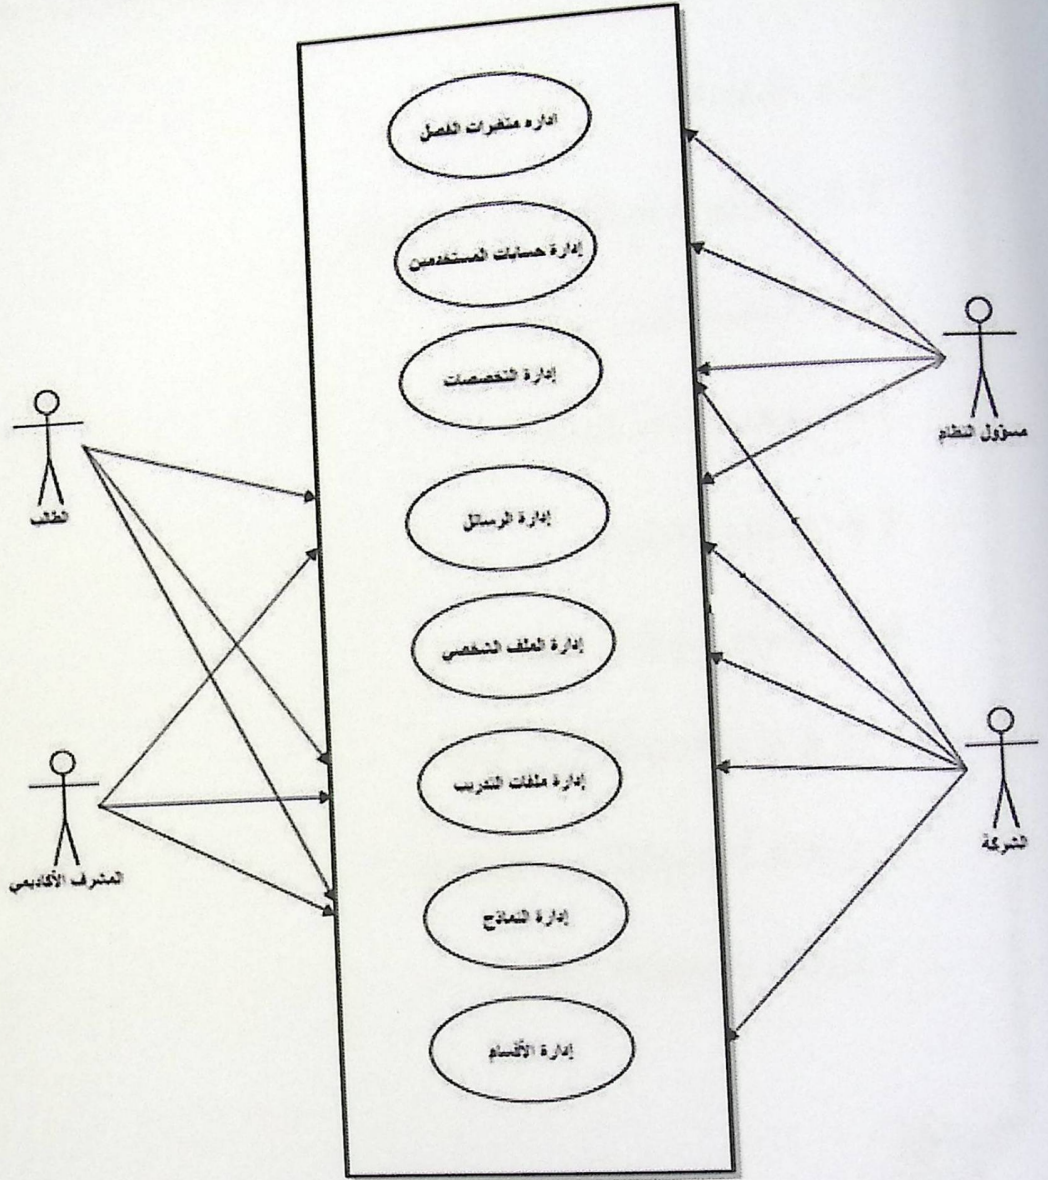 اداره متغيرات الفصل
إدارة حسابات المستخدمين
إدارة التخصصات
إدارة الرسائل
إدارة الملف الشخصي
إدارة ملفات التدريب
إدارة النماذج
إدارة الأقسام
مسؤول النظام
الطالب
الشركة
المشرف الأكاديمي